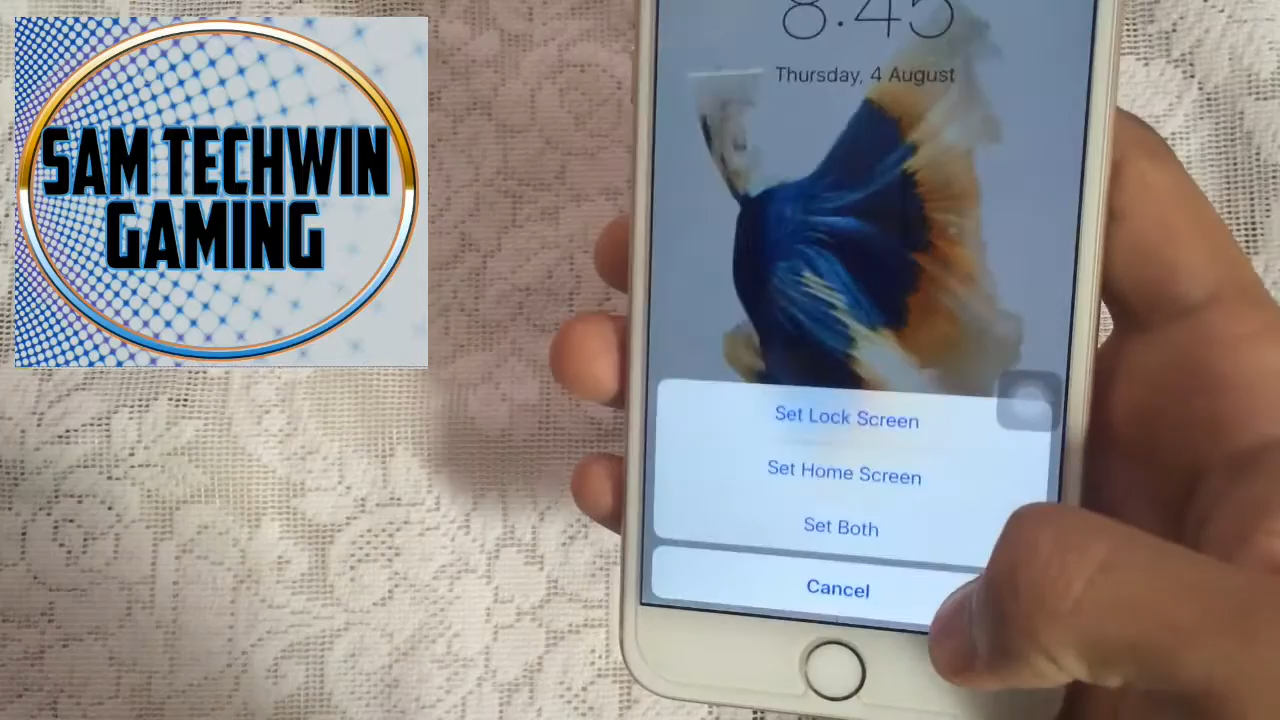 SAM TECHWIN
GAMING
8:45
Thursday, 4 August
Set Lock Screen
Set Home Screen
Set Both
Cancel